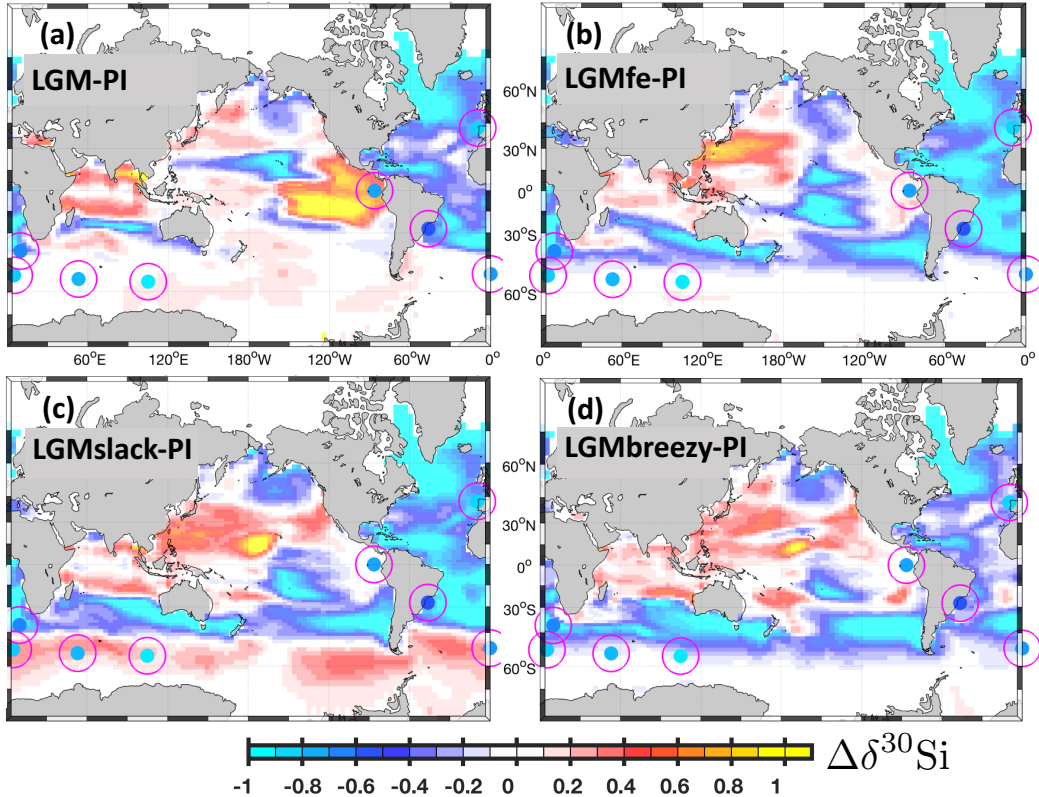 (a)
LGM-PI
(b)
LGMfe-PI
60°N
30°N
0°
30°S
60°S
60°E 120°E 180°W 120°W 60°W 0°
0° 60°E 120°E 180°W 120°W 60°W 0°
(c)
LGMslack-PI
(d)
LGMbreezy-PI
60°N
30°N
0°
30°S
60°S
-1 -0.8 -0.6 -0.4 -0.2 0 0.2 0.4 0.6 0.8 1
Δδ³⁰Si